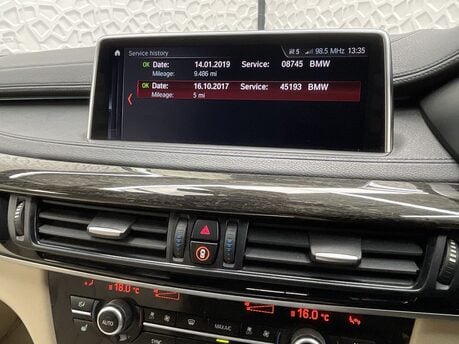 Service history
5 98.5 MHz 13:35
OK Date: 14.01.2019 Service: 08745 BMW
Mileage: 9.486 mi
OK Date: 16.10.2017 Service: 45193 BMW
Mileage: 5 mi
18.0
16.0
AUTO
MAX A/C